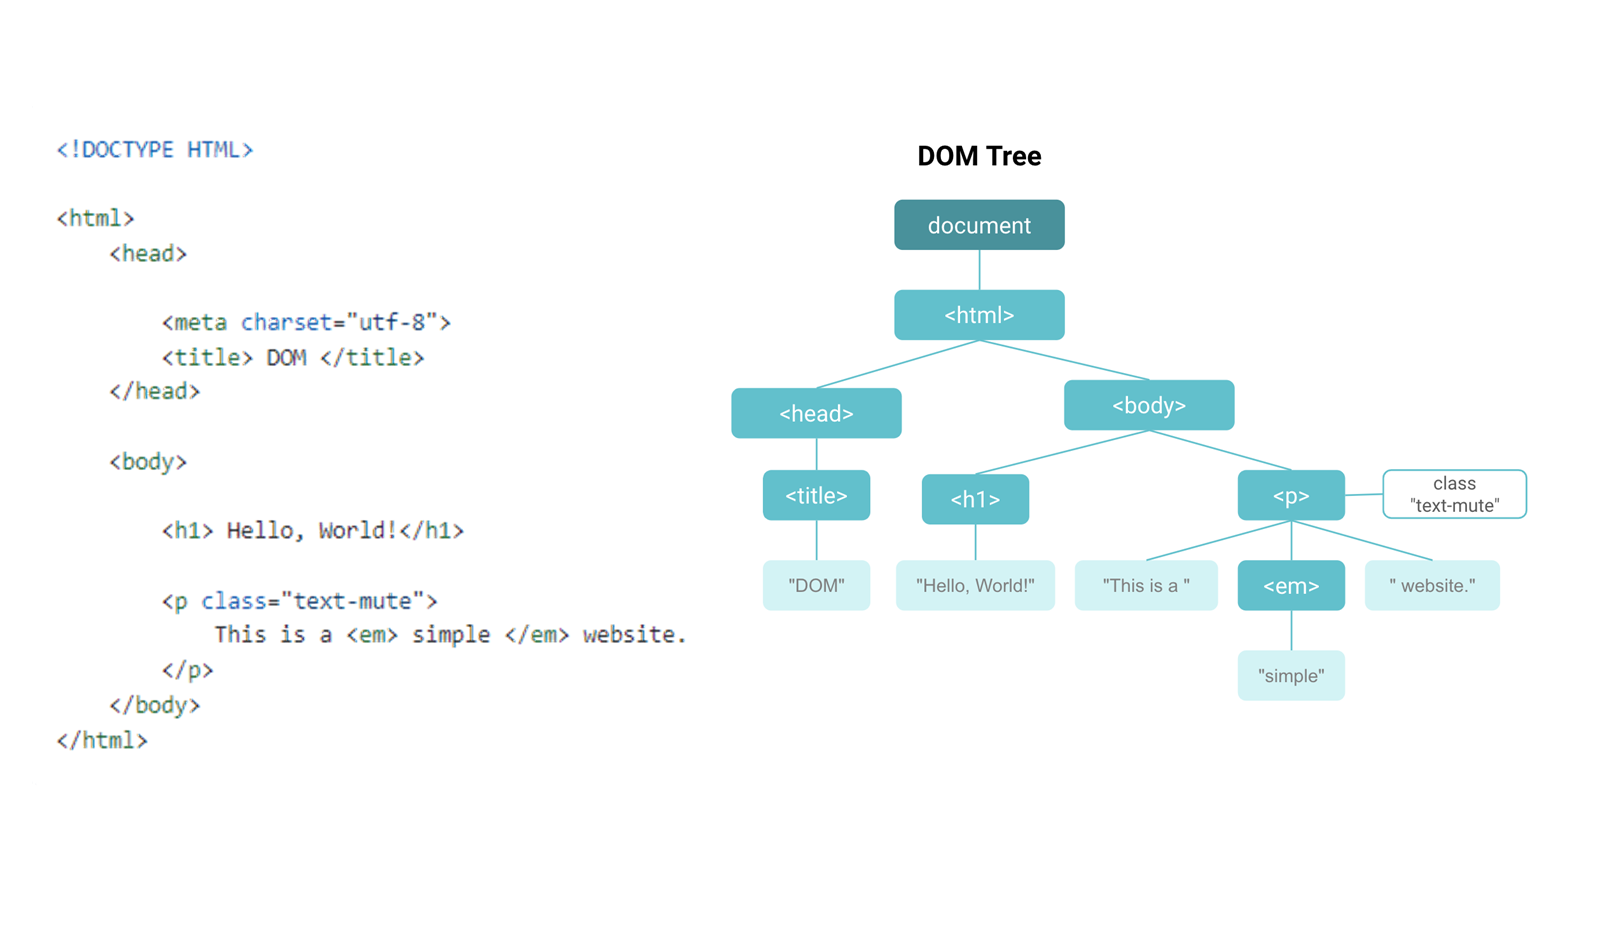 <!DOCTYPE HTML>
<html>
<head>
<meta charset="utf-8">
<title> DOM </title>
</head>
<body>
<h1> Hello, World!</h1>
<p class="text-mute">
This is a <em> simple </em> website.
</p>
</body>
</html>
DOM Tree
document
<html>
<head>
<body>
<title>
<h1>
<p>
class
"text-mute"
"DOM"
"Hello, World!"
"This is a "
<em>
" website."
"simple"